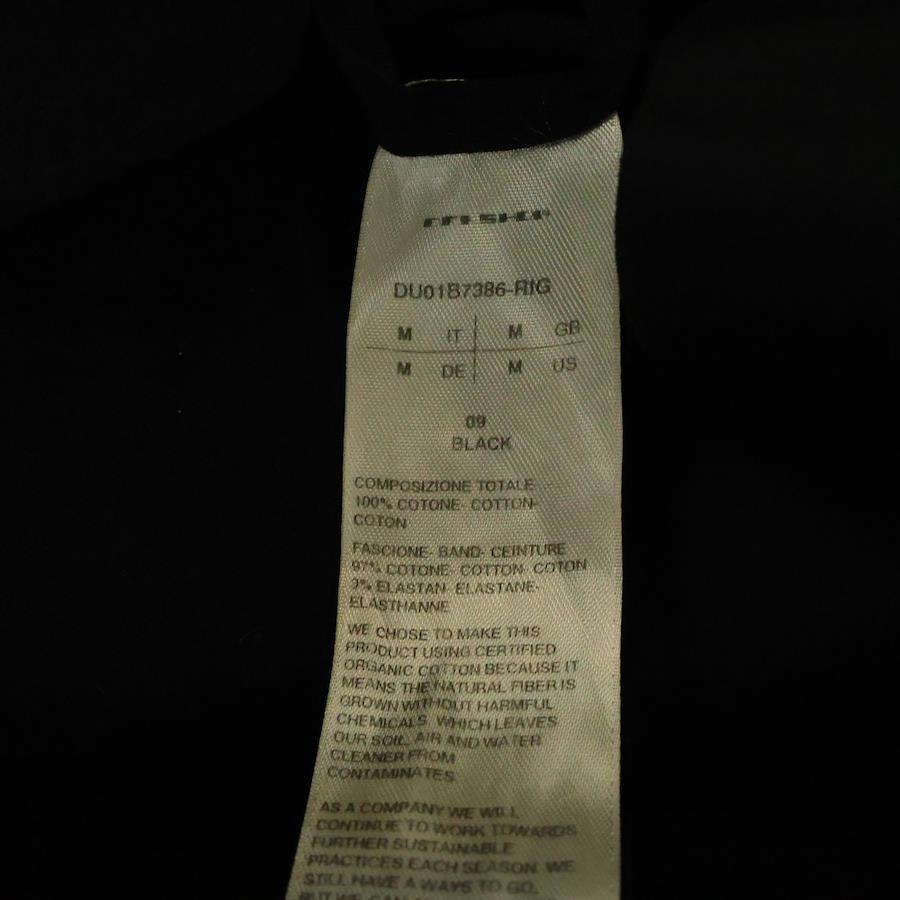 DU01B7386-RIG
M IT M GB
M DE M US
09
BLACK
COMPOSIZIONE TOTALE
100% COTONE- COTTON-
COTON
FASCIONE- BAND- CEINTURE
97% COTONE- COTTON- COTON
3% ELASTAN- ELASTANE-
ELASTHANNE
WE CHOSE TO MAKE THIS
PRODUCT USING CERTIFIED
ORGANIC COTTON BECAUSE IT
MEANS THE NATURAL FIBER IS
GROWN WITHOUT HARMFUL
CHEMICALS, WHICH LEAVES
OUR SOIL, AIR AND WATER
CLEANER FROM
CONTAMINATES
AS A COMPANY WE WILL
CONTINUE TO WORK TOWARDS
FURTHER SUSTAINABLE
PRACTICES EACH SEASON. WE
STILL HAVE A WAYS TO GO,
BUT WE CAN